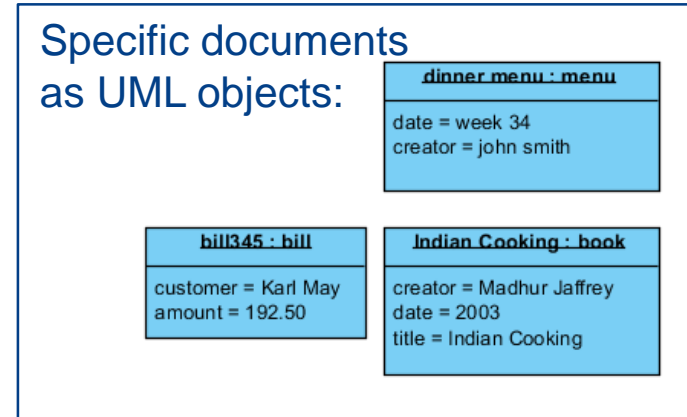 Specific documents
as UML objects:
dinner menu : menu
date = week 34
creator = john smith
bill345 : bill
customer = Karl May
amount = 192.50
Indian Cooking : book
creator = Madhur Jaffrey
date = 2003
title = Indian Cooking